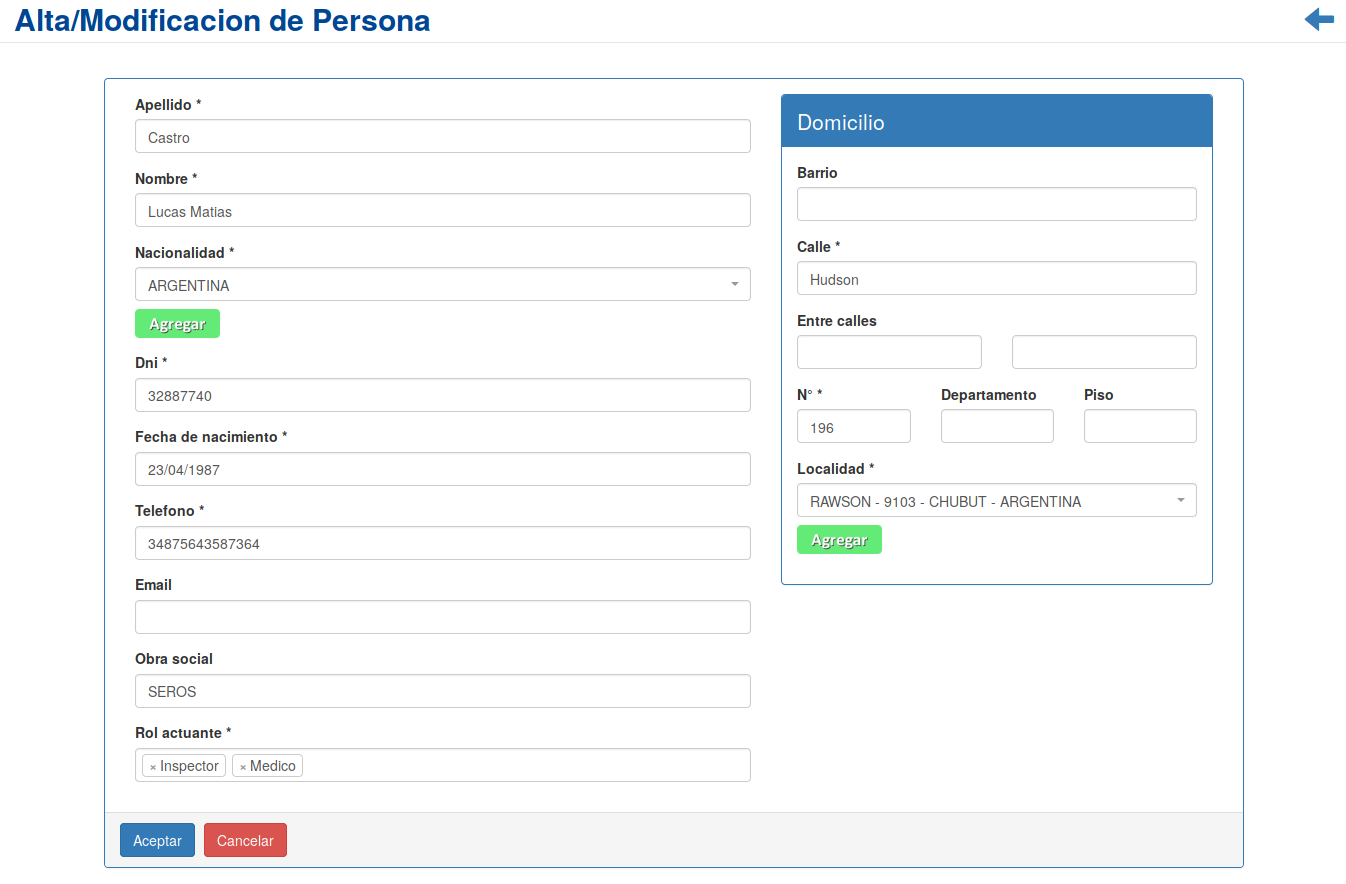 Alta/Modificacion de Persona
Apellido *
Castro
Nombre *
Lucas Matias
Nacionalidad *
ARGENTINA
Agregar
Dni *
32887740
Fecha de nacimiento *
23/04/1987
Telefono *
34875643587364
Email
Obra social
SEROS
Rol actuante *
× Inspector × Medico
Domicilio
Barrio
Calle *
Hudson
Entre calles
N° * Departamento Piso
196
Localidad *
RAWSON - 9103 - CHUBUT - ARGENTINA
Agregar
Aceptar Cancelar